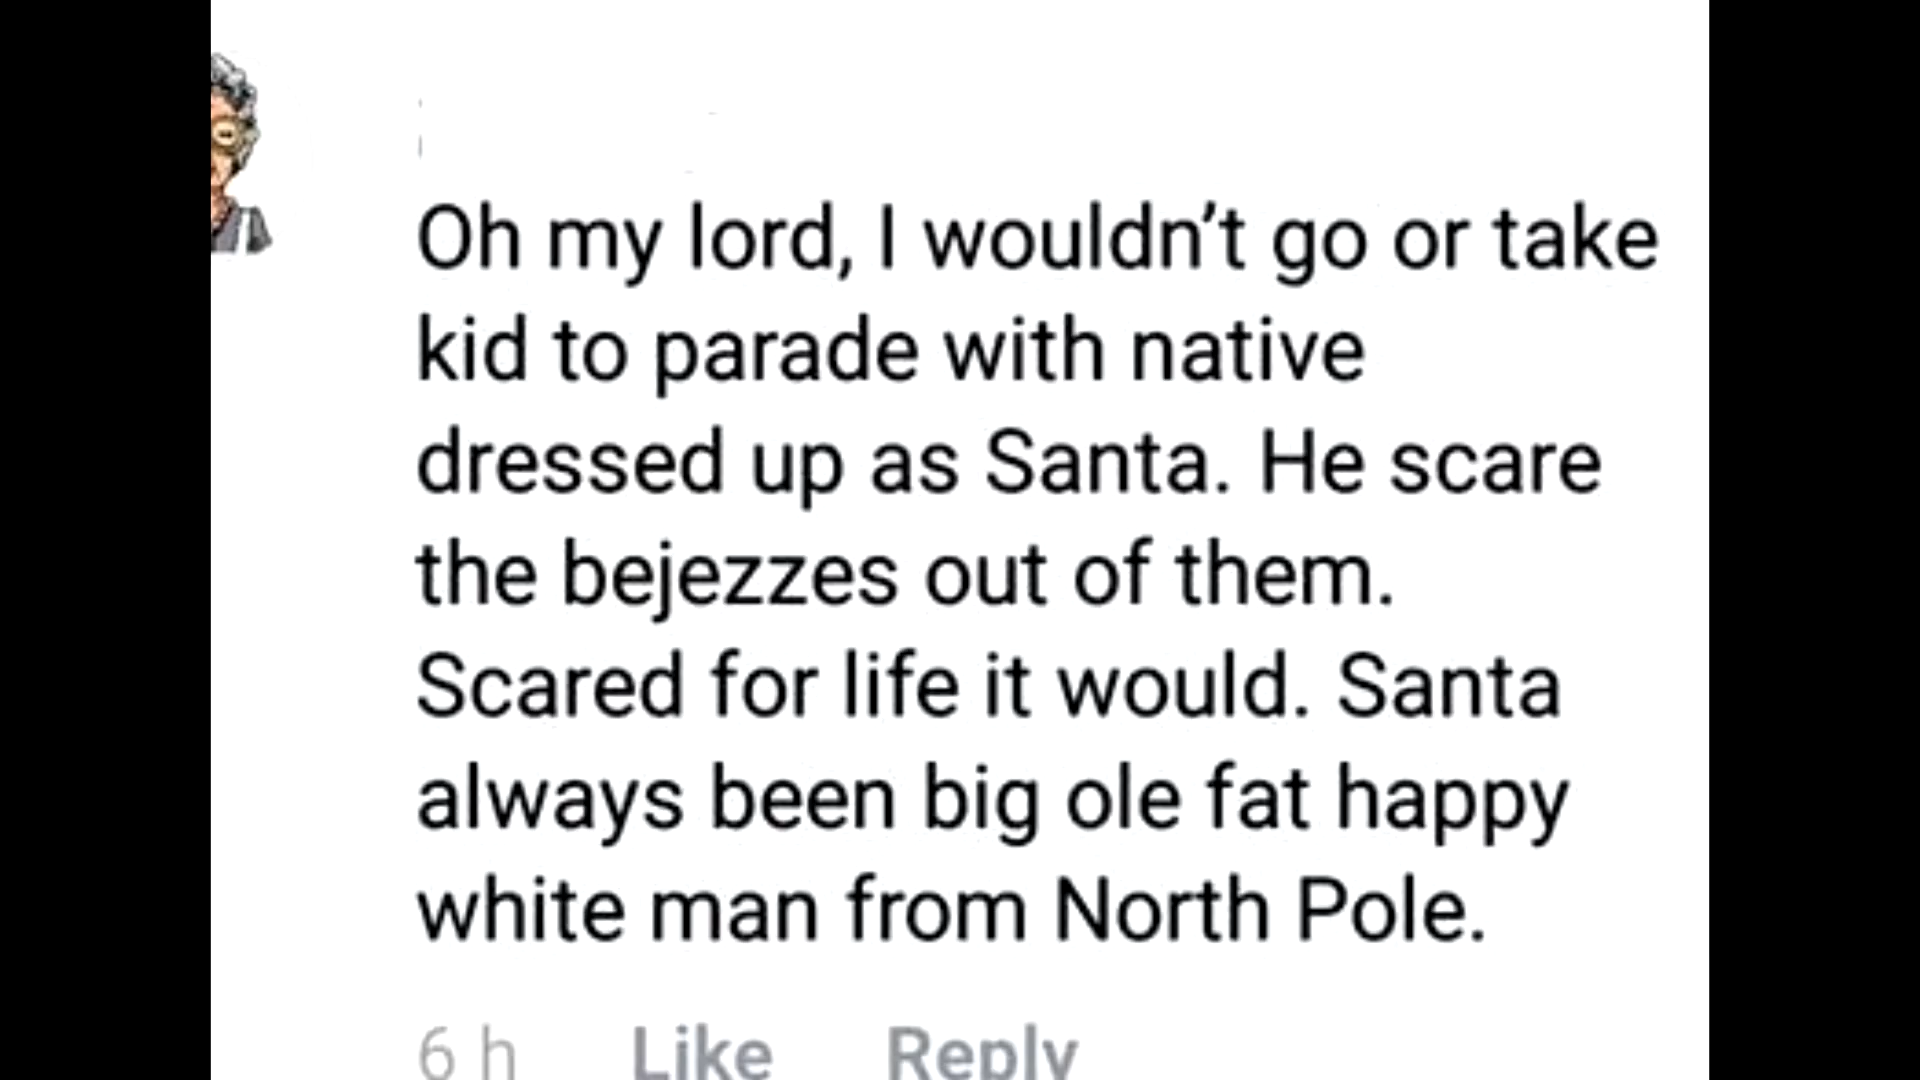 Oh my lord, I wouldn’t go or take
kid to parade with native
dressed up as Santa. He scare
the bejezzes out of them.
Scared for life it would. Santa
always been big ole fat happy
white man from North Pole.
6 h Like Reply